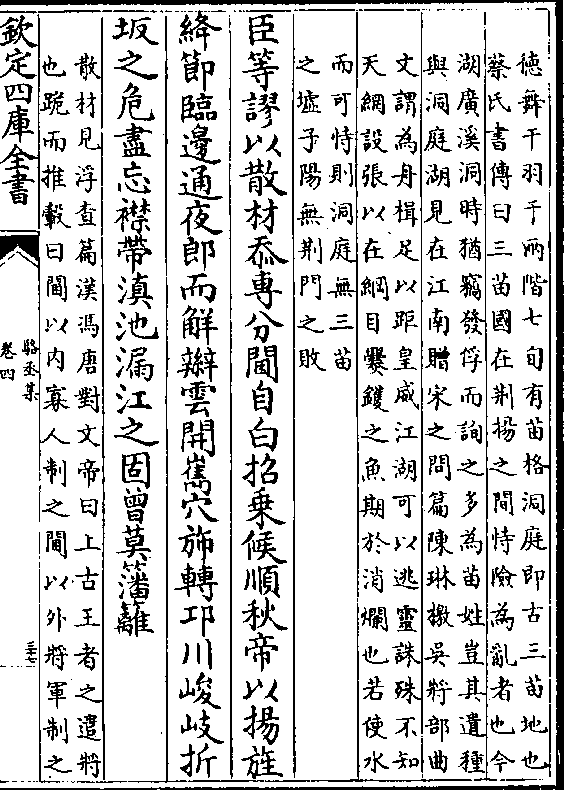 德舞干羽于兩階七旬有苗格洞庭即古三苗地也
蔡氏書傳曰三苗國在荆揚之間恃險為亂者也今
湖廣溪洞時猶竊發俘而詢之多為苗姓豈其遺種
與洞庭湖見在江南贈宋之問篇陳琳檄吳將部曲
文謂為舟楫足以距皇威江湖可以逃靈誅殊不知
天網設張以在綱目爨鑊之魚期於消爛也若使水
而可恃則洞庭無三苗
之墟子陽無荆門之敗
臣等謬以散材忝專分閫自白招乗候順秋帝以揚旌
絳節臨邊通夜郎而解辮雲開嶲穴斾轉邛川峻岐折
坂之危盡忘襟帶滇池漏江之固曾莫籓籬
散材見浮查篇漢馮唐對文帝曰上古王者之遣將
也跪而推轂曰閫以内寡人制之閫以外將軍制之
欽定四庫全書
駱丞集
卷四
三十七